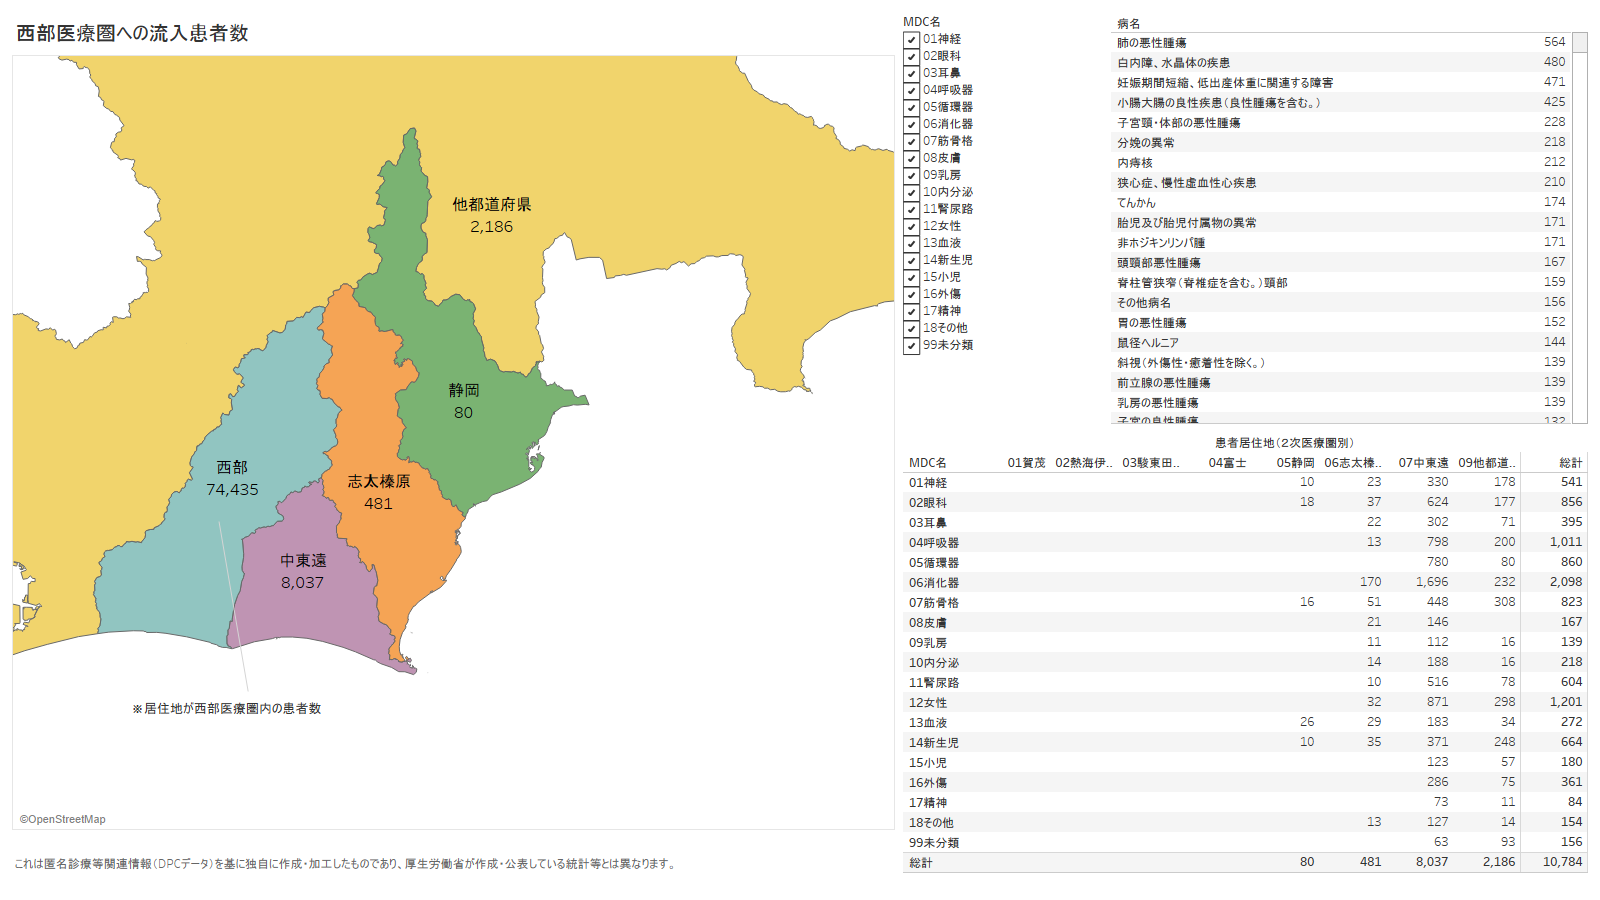 西部医療圏への流入患者数
他都道府県
2,186
静岡
80
西部
74,435
志太榛原
481
中東遠
8,037
※居住地が西部医療圏内の患者数
©OpenStreetMap
これは匿名診療等関連情報（DPCデータ）を基に独自に作成・加工したものであり、厚生労働省が作成・公表している統計等とは異なります。
MDC名
01神経
02眼科
03耳鼻
04呼吸器
05循環器
06消化器
07筋骨格
08皮膚
09乳房
10内分泌
11腎尿路
12女性
13血液
14新生児
15小児
16外傷
17精神
18その他
99未分類
病名
肺の悪性腫瘍 564
白内障、水晶体の疾患 480
妊娠期間短縮、低出産体重に関連する障害 471
小腸大腸の良性疾患（良性腫瘍を含む。） 425
子宮頸・体部の悪性腫瘍 228
分娩の異常 218
内痔核 212
狭心症、慢性虚血性心疾患 210
てんかん 174
胎児及び胎児付属物の異常 171
非ホジキンリンパ腫 171
頭頸部悪性腫瘍 167
脊柱管狭窄（脊椎症を含む。）頸部 159
その他病名 156
胃の悪性腫瘍 152
鼠径ヘルニア 144
斜視（外傷性・癒着性を除く。） 139
前立腺の悪性腫瘍 139
乳房の悪性腫瘍 139
子宮の良性腫瘍 132
患者居住地（2次医療圏別）
MDC名 01賀茂 02熱海伊.. 03駿東田.. 04富士 05静岡 06志太榛.. 07中東遠 09他都道.. 総計
01神経 10 23 330 178 541
02眼科 18 37 624 177 856
03耳鼻 22 302 71 395
04呼吸器 13 798 200 1,011
05循環器 780 80 860
06消化器 170 1,696 232 2,098
07筋骨格 16 51 448 308 823
08皮膚 21 146 167
09乳房 11 112 16 139
10内分泌 14 188 16 218
11腎尿路 10 516 78 604
12女性 32 871 298 1,201
13血液 26 29 183 34 272
14新生児 10 35 371 248 664
15小児 123 57 180
16外傷 286 75 361
17精神 73 11 84
18その他 13 127 14 154
99未分類 63 93 156
総計 80 481 8,037 2,186 10,784